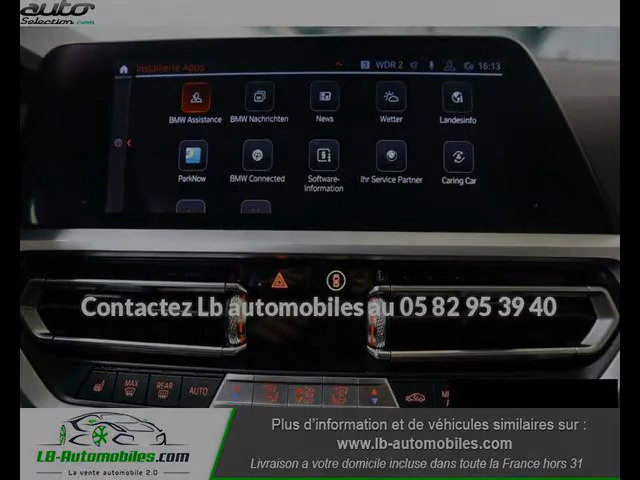 auto
Selection.com
Installierte Apps
S WDR 2 16:13
BMW Assistance BMW Nachrichten News Wetter Landesinfo
ParkNow BMW Connected Software-Information Ihr Service Partner Caring Car
Contactez Lb automobiles au 05 82 95 39 40
MAX REAR AUTO
Plus d'information et de véhicules similaires sur :
www.lb-automobiles.com
Livraison a votre domicile incluse dans toute la France hors 31
LB-Automobiles.com
La vente automobile 2.0